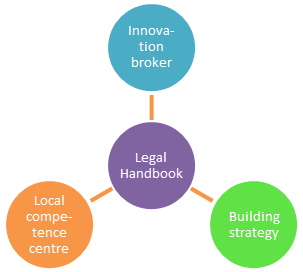 Innova-
tion
broker
Legal
Handbook
Local
compe-
tence
centre
Building
strategy